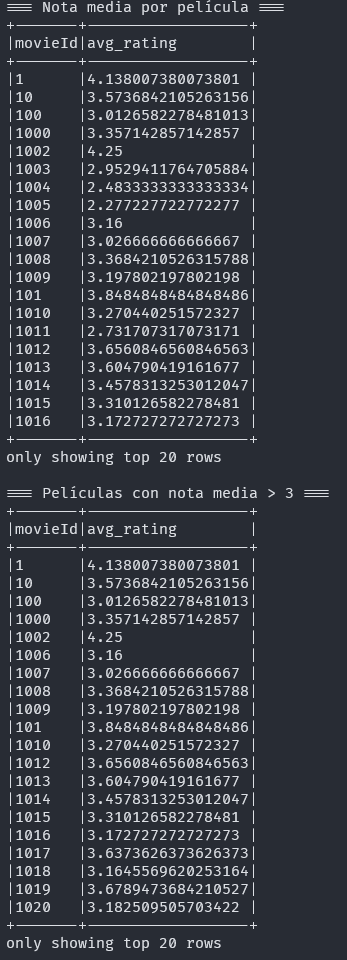 === Nota media por película ===
+-------+------------------+
|movieId|avg_rating        |
+-------+------------------+
|1      |4.138007380073801 |
|10     |3.5736842105263156|
|100    |3.0126582278481013|
|1000   |3.357142857142857 |
|1002   |4.25              |
|1003   |2.9529411764705884|
|1004   |2.4833333333333334|
|1005   |2.277227722772277 |
|1006   |3.16              |
|1007   |3.026666666666667 |
|1008   |3.3684210526315788|
|1009   |3.197802197802198 |
|101    |3.8484848484848486|
|1010   |3.270440251572327 |
|1011   |2.731707317073171 |
|1012   |3.6560846560846563|
|1013   |3.604790419161677 |
|1014   |3.4578313253012047|
|1015   |3.310126582278481 |
|1016   |3.172727272727273 |
+-------+------------------+
only showing top 20 rows
=== Películas con nota media > 3 ===
+-------+------------------+
|movieId|avg_rating        |
+-------+------------------+
|1      |4.138007380073801 |
|10     |3.5736842105263156|
|100    |3.0126582278481013|
|1000   |3.357142857142857 |
|1002   |4.25              |
|1006   |3.16              |
|1007   |3.026666666666667 |
|1008   |3.3684210526315788|
|1009   |3.197802197802198 |
|101    |3.8484848484848486|
|1010   |3.270440251572327 |
|1012   |3.6560846560846563|
|1013   |3.604790419161677 |
|1014   |3.4578313253012047|
|1015   |3.310126582278481 |
|1016   |3.172727272727273 |
|1017   |3.6373626373626373|
|1018   |3.1645569620253164|
|1019   |3.6789473684210527|
|1020   |3.182509505703422 |
+-------+------------------+
only showing top 20 rows